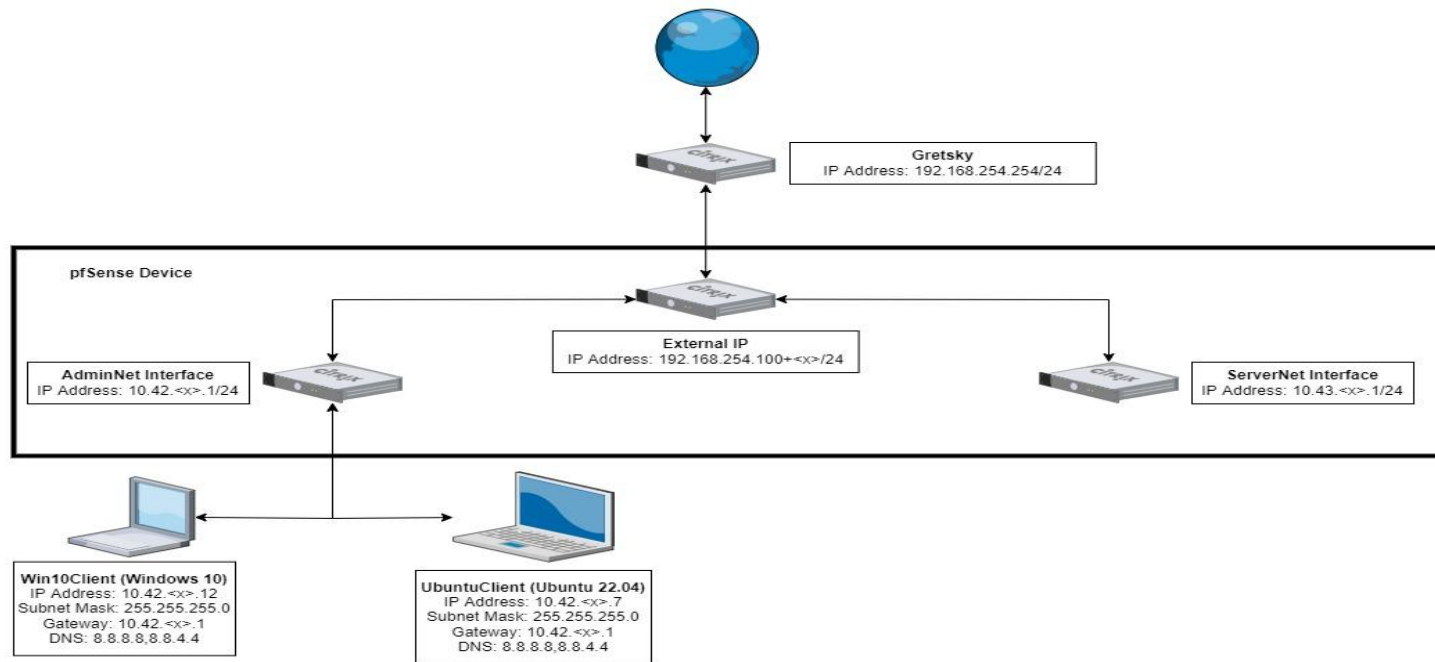 citrix
Gretsky
IP Address: 192.168.254.254/24
pfSense Device
citrix
External IP
IP Address: 192.168.254.100+<x>/24
citrix
AdminNet Interface
IP Address: 10.42.<x>.1/24
citrix
ServerNet Interface
IP Address: 10.43.<x>.1/24
Win10Client (Windows 10)
IP Address: 10.42.<x>.12
Subnet Mask: 255.255.255.0
Gateway: 10.42.<x>.1
DNS: 8.8.8.8,8.8.4.4
UbuntuClient (Ubuntu 22.04)
IP Address: 10.42.<x>.7
Subnet Mask: 255.255.255.0
Gateway: 10.42.<x>.1
DNS: 8.8.8.8,8.8.4.4